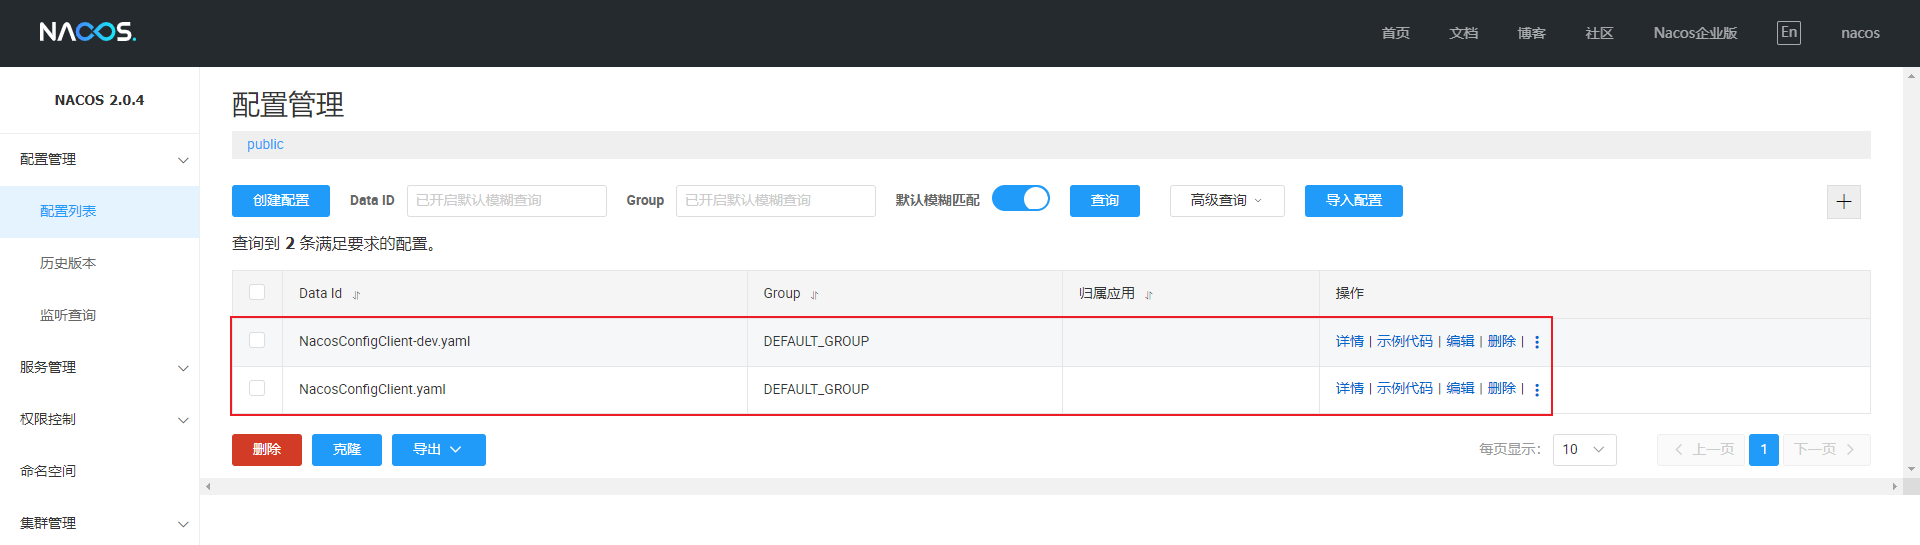 NACOS.
首页 文档 博客 社区 Nacos企业版 En nacos
NACOS 2.0.4
配置管理
配置列表
历史版本
监听查询
服务管理
权限控制
命名空间
集群管理
配置管理
public
创建配置 Data ID 已开启默认模糊查询 Group 已开启默认模糊查询 默认模糊匹配 查询 高级查询 导入配置
查询到 2 条满足要求的配置。
Data Id Group 归属应用 操作
NacosConfigClient-dev.yaml DEFAULT_GROUP 详情 | 示例代码 | 编辑 | 删除 |
NacosConfigClient.yaml DEFAULT_GROUP 详情 | 示例代码 | 编辑 | 删除 |
删除 克隆 导出 每页显示: 10 上一页 1 下一页